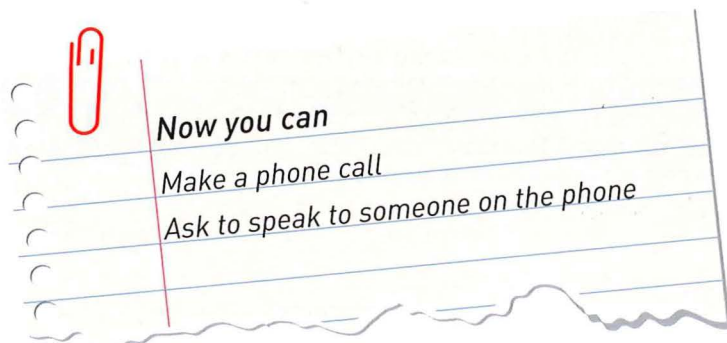 Now you can
Make a phone call
Ask to speak to someone on the phone